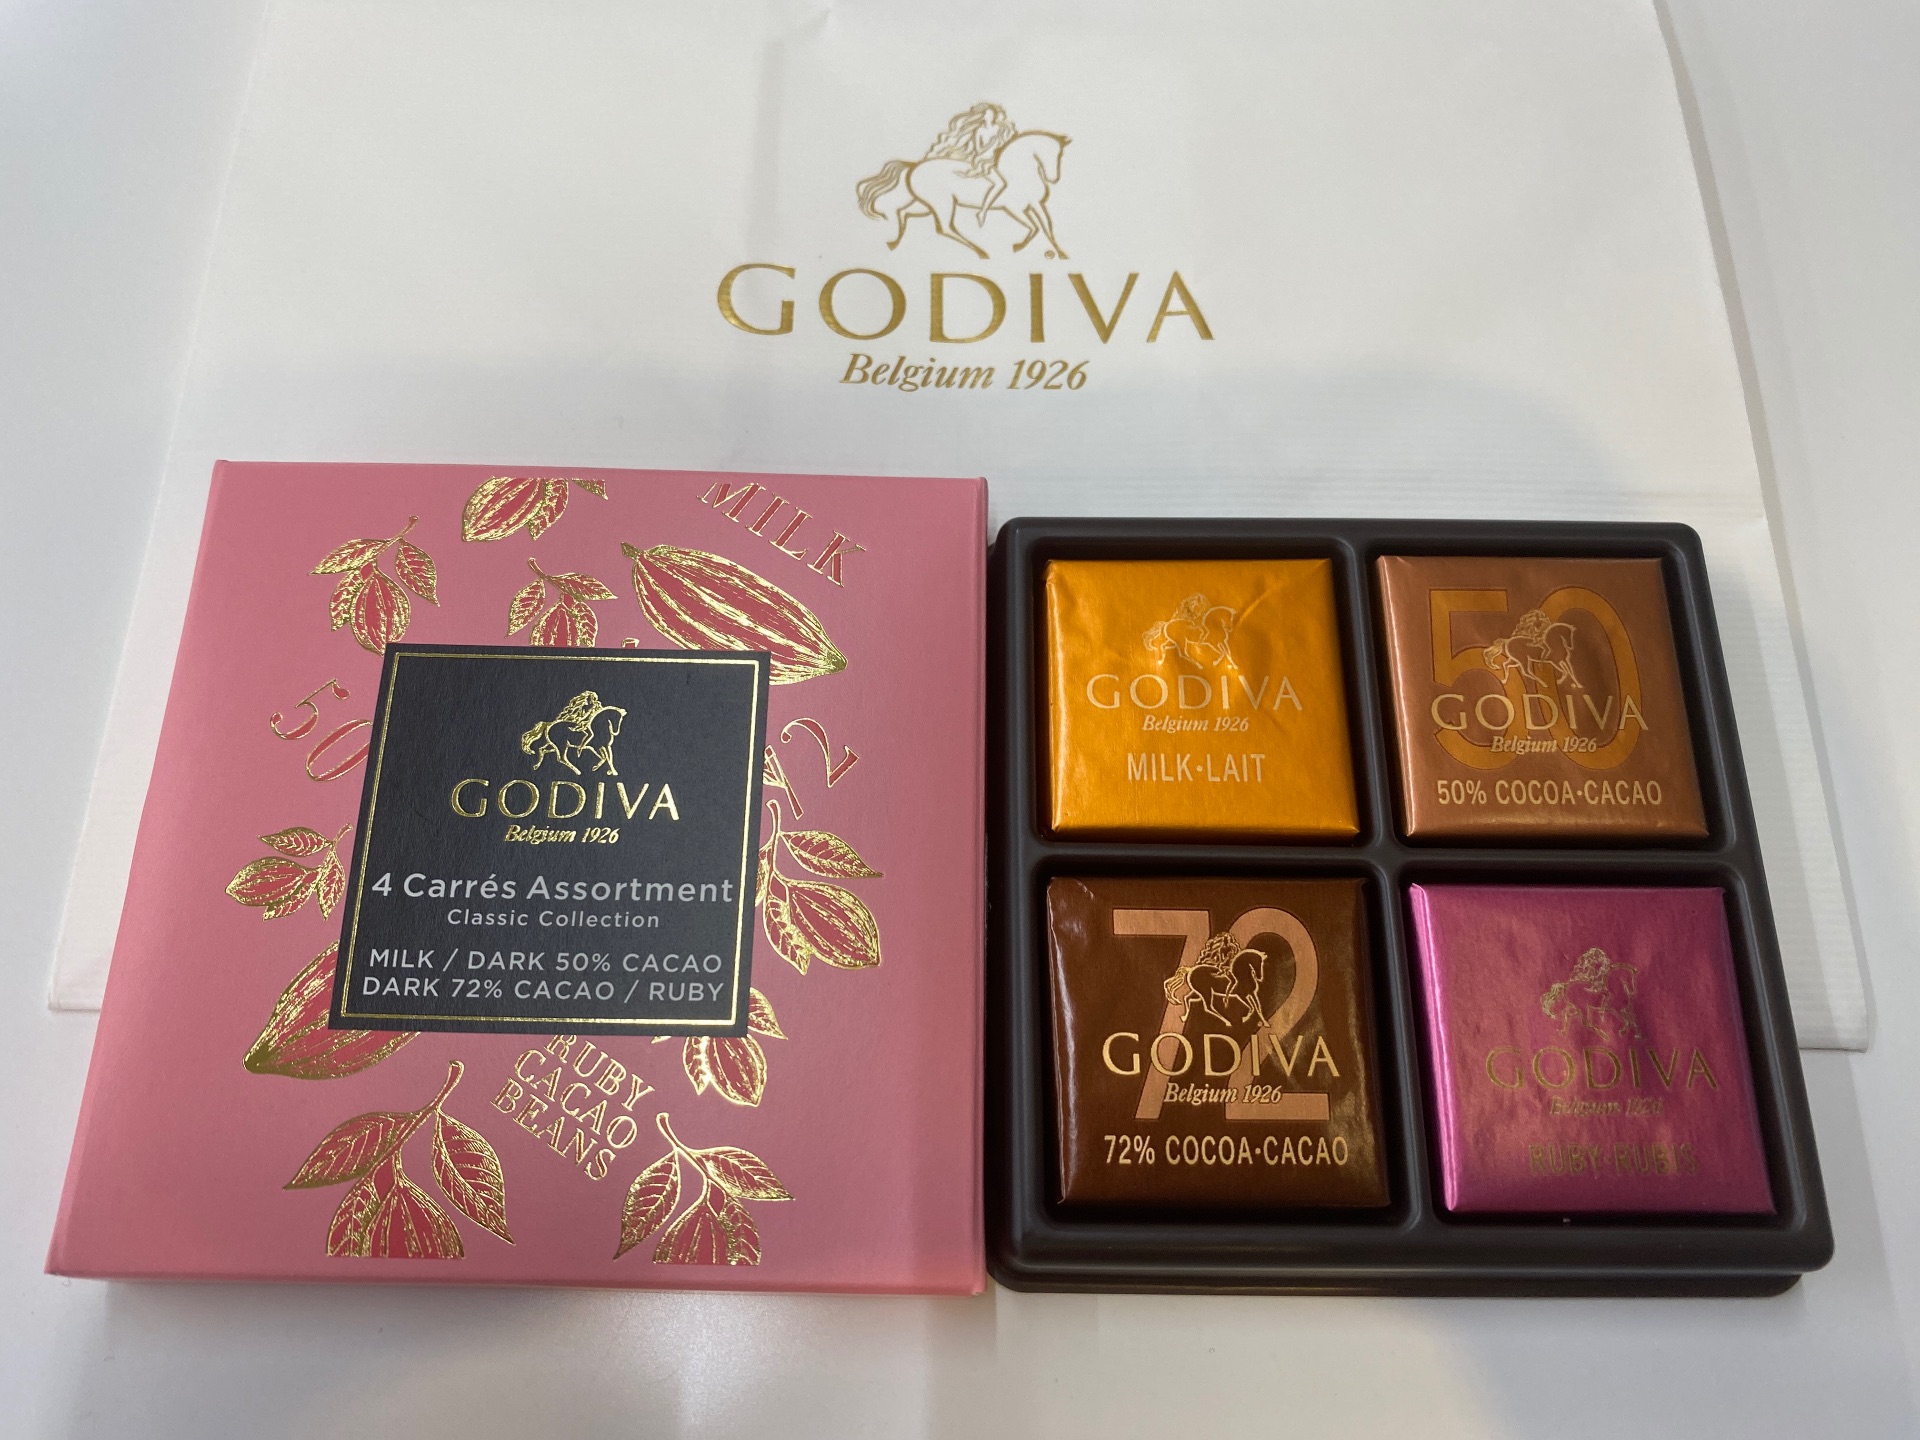 GODIVA
Belgium 1926
MILK
50
72
GODIVA
Belgium 1926
4 Carrés Assortment
Classic Collection
MILK / DARK 50% CACAO
DARK 72% CACAO / RUBY
RUBY
CACAO
BEANS
GODIVA
Belgium 1926
MILK•LAIT
50
GODIVA
Belgium 1926
50% COCOA•CACAO
72
GODIVA
Belgium 1926
72% COCOA•CACAO
GODIVA
Belgium 1926
RUBY•RUBIS